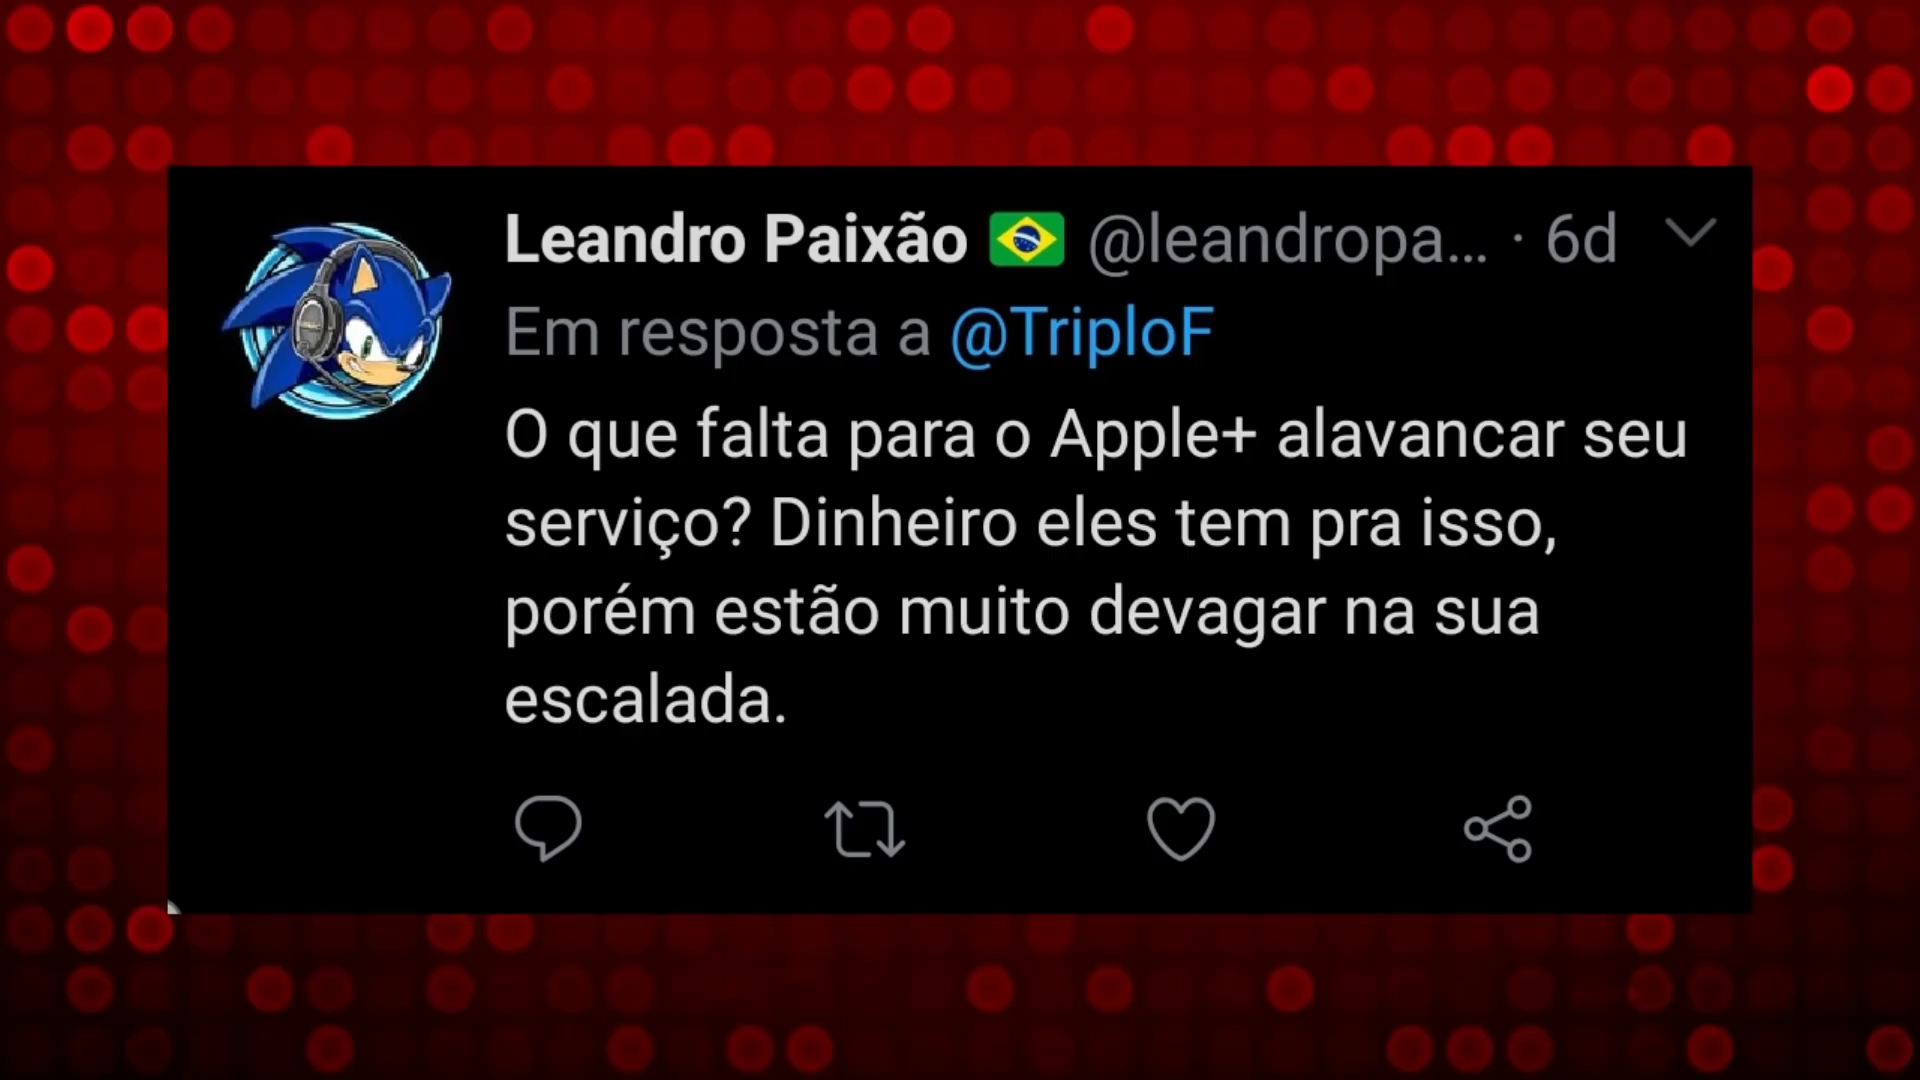 Leandro Paixão 🇧🇷 @leandropa... · 6d
Em resposta a @TriploF
O que falta para o Apple+ alavancar seu
serviço? Dinheiro eles tem pra isso,
porém estão muito devagar na sua
escalada.